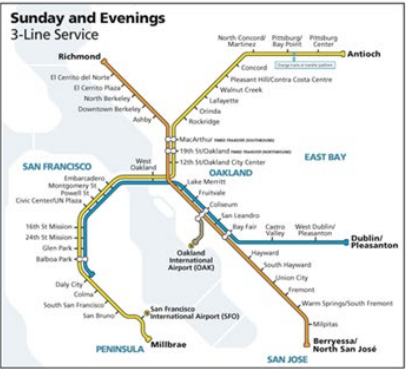 Sunday and Evenings
3-Line Service
North Concord/
Martinez
Pittsburg/
Bay Point
Pittsburg
Center
Antioch
Richmond
El Cerrito del Norte
El Cerrito Plaza
North Berkeley
Downtown Berkeley
Ashby
Concord
Pleasant Hill/Contra Costa Centre
Walnut Creek
Lafayette
Orinda
Rockridge
MacArthur
19th St/Oakland
12th St/Oakland City Center
EAST BAY
SAN FRANCISCO
West
Oakland
OAKLAND
Embarcadero
Montgomery St
Powell St
Civic Center/UN Plaza
Lake Merritt
Fruitvale
Coliseum
San Leandro
Bay Fair
Castro
Valley
West Dublin/
Pleasanton
Dublin/
Pleasanton
16th St Mission
24th St Mission
Glen Park
Balboa Park
Oakland
International
Airport (OAK)
Hayward
South Hayward
Union City
Fremont
Warm Springs/South Fremont
Daly City
Colma
South San Francisco
San Bruno
San Francisco
International Airport (SFO)
Milpitas
PENINSULA
Millbrae
Berryessa/
North San José
SAN JOSE